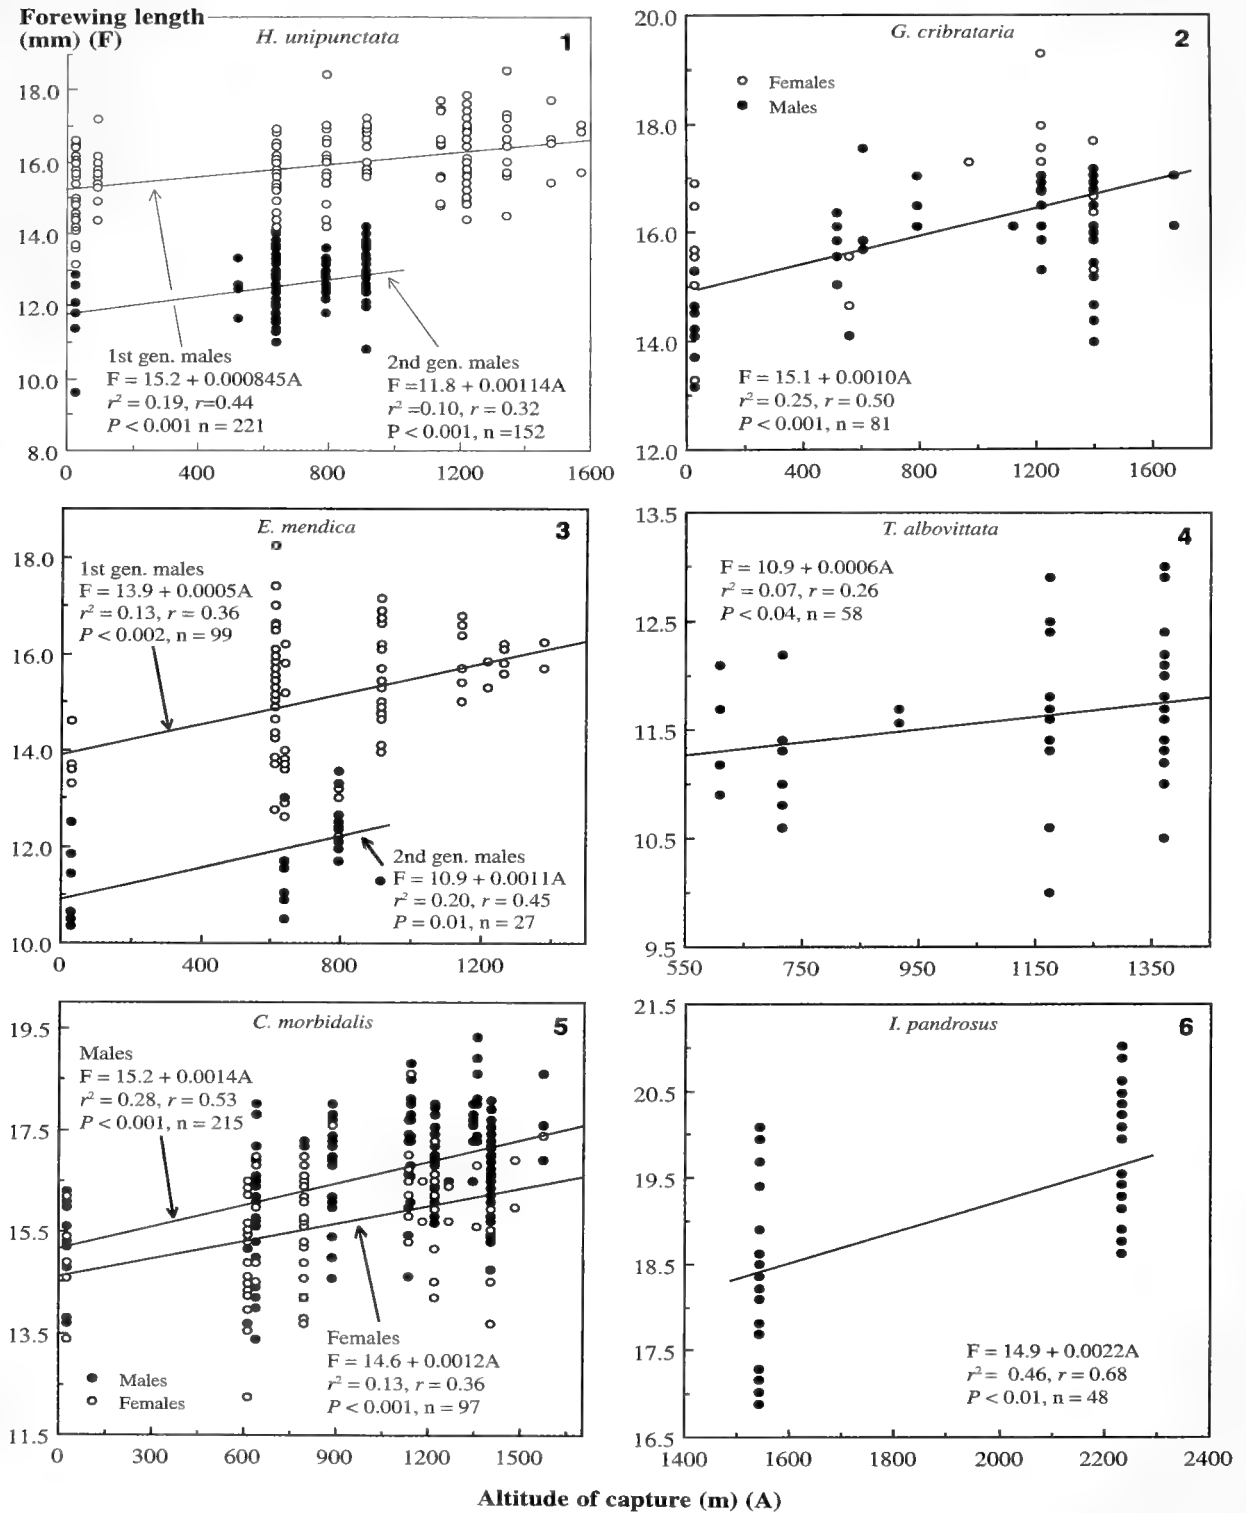 Forewing length
(mm) (F)
H. unipunctata
1
18.0
16.0
14.0
12.0
10.0
8.0
1st gen. males
F = 15.2 + 0.000845A
r² = 0.19, r=0.44
P < 0.001 n = 221
2nd gen. males
F =11.8 + 0.00114A
r² =0.10, r = 0.32
P < 0.001, n =152
0 400 800 1200 1600
G. cribrataria
2
Females
Males
20.0
18.0
16.0
14.0
12.0
F = 15.1 + 0.0010A
r² = 0.25, r = 0.50
P < 0.001, n = 81
0 400 800 1200 1600
E. mendica
3
18.0
16.0
14.0
12.0
10.0
1st gen. males
F = 13.9 + 0.0005A
r² = 0.13, r = 0.36
P < 0.002, n = 99
2nd gen. males
F = 10.9 + 0.0011A
r² = 0.20, r = 0.45
P = 0.01, n = 27
0 400 800 1200
T. albovittata
4
13.5
12.5
11.5
10.5
9.5
F = 10.9 + 0.0006A
r² = 0.07, r = 0.26
P < 0.04, n = 58
550 750 950 1150 1350
C. morbidalis
5
19.5
17.5
15.5
13.5
11.5
Males
F = 15.2 + 0.0014A
r² = 0.28, r = 0.53
P < 0.001, n = 215
Females
F = 14.6 + 0.0012A
r² = 0.13, r = 0.36
P < 0.001, n = 97
Males
Females
0 300 600 900 1200 1500
I. pandrosus
6
21.5
20.5
19.5
18.5
17.5
16.5
F = 14.9 + 0.0022A
r² = 0.46, r = 0.68
P < 0.01, n = 48
1400 1600 1800 2000 2200 2400
Altitude of capture (m) (A)